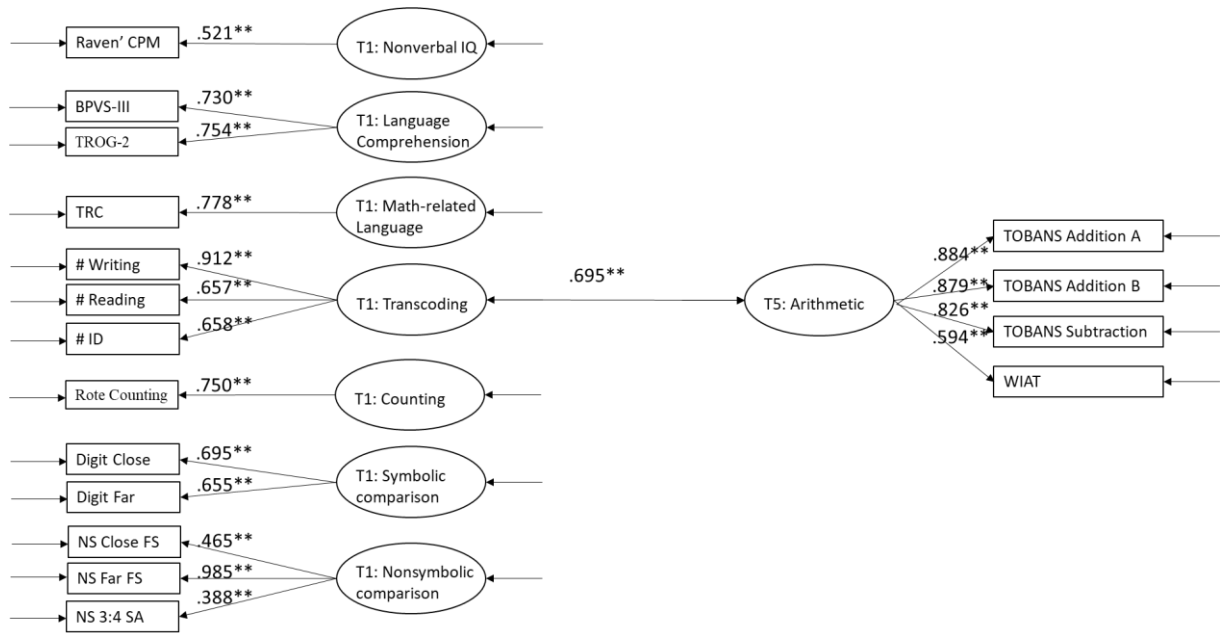 Raven' CPM
.521**
T1: Nonverbal IQ
BPVS-III
.730**
TROG-2
.754**
T1: Language
Comprehension
TRC
.778**
T1: Math-related
Language
# Writing
.912**
# Reading
.657**
# ID
.658**
T1: Transcoding
.695**
T5: Arithmetic
TOBANS Addition A
.884**
TOBANS Addition B
.879**
TOBANS Subtraction
.826**
WIAT
.594**
Rote Counting
.750**
T1: Counting
Digit Close
.695**
Digit Far
.655**
T1: Symbolic
comparison
NS Close FS
.465**
NS Far FS
.985**
NS 3:4 SA
.388**
T1: Nonsymbolic
comparison